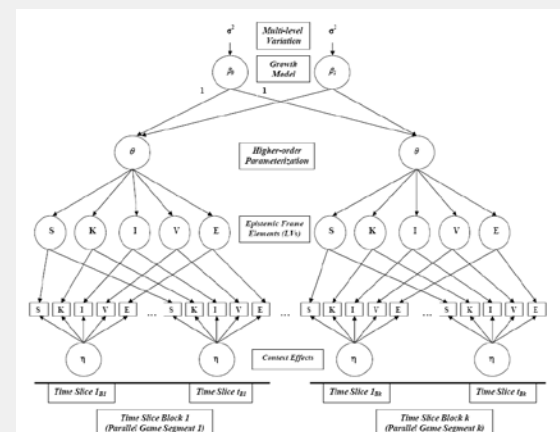 σ² Multi-level Variation σ²
β₀ Growth Model β₁
1 1
θ Higher-order Parameterization θ
S K I V E Epistemic Frame Elements (LVs) S K I V E
S K I V E ... S K I V E ... S K I V E ... S K I V E
η η Context Effects η η
Time Slice 1B1 Time Slice tB1 Time Slice 1Bk Time Slice tBk
Time Slice Block 1 Time Slice Block k
(Parallel Game Segment 1) (Parallel Game Segment k)